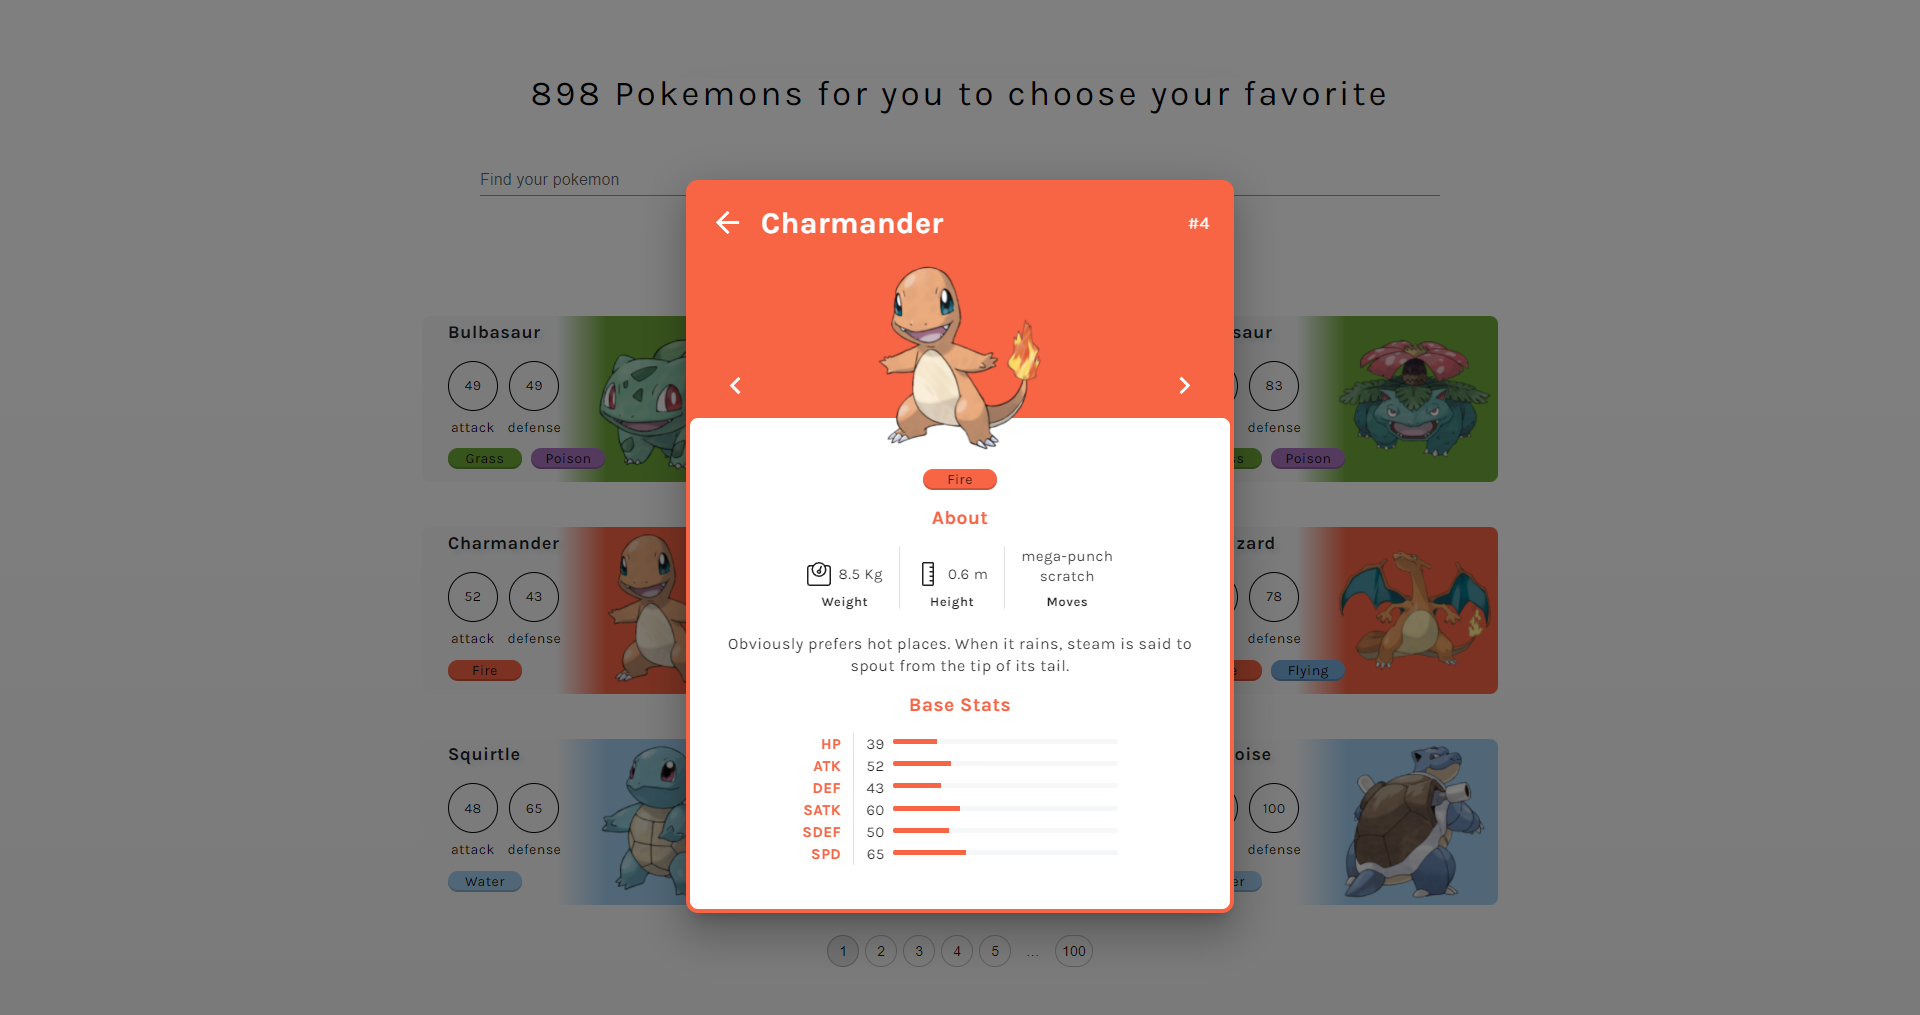 898 Pokemons for you to choose your favorite
Find your pokemon
Charmander
#4
Fire
About
8.5 Kg
Weight
0.6 m
Height
mega-punch
scratch
Moves
Obviously prefers hot places. When it rains, steam is said to
spout from the tip of its tail.
Base Stats
HP 39
ATK 52
DEF 43
SATK 60
SDEF 50
SPD 65
Bulbasaur
49 49
attack defense
Grass Poison
saur
83
defense
Poison
Charmander
52 43
attack defense
Fire
zard
78
defense
Flying
Squirtle
48 65
attack defense
Water
oise
100
defense
er
1 2 3 4 5 ... 100